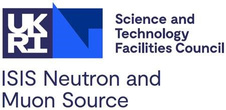 UK
RI
Science and
Technology
Facilities Council
ISIS Neutron and
Muon Source